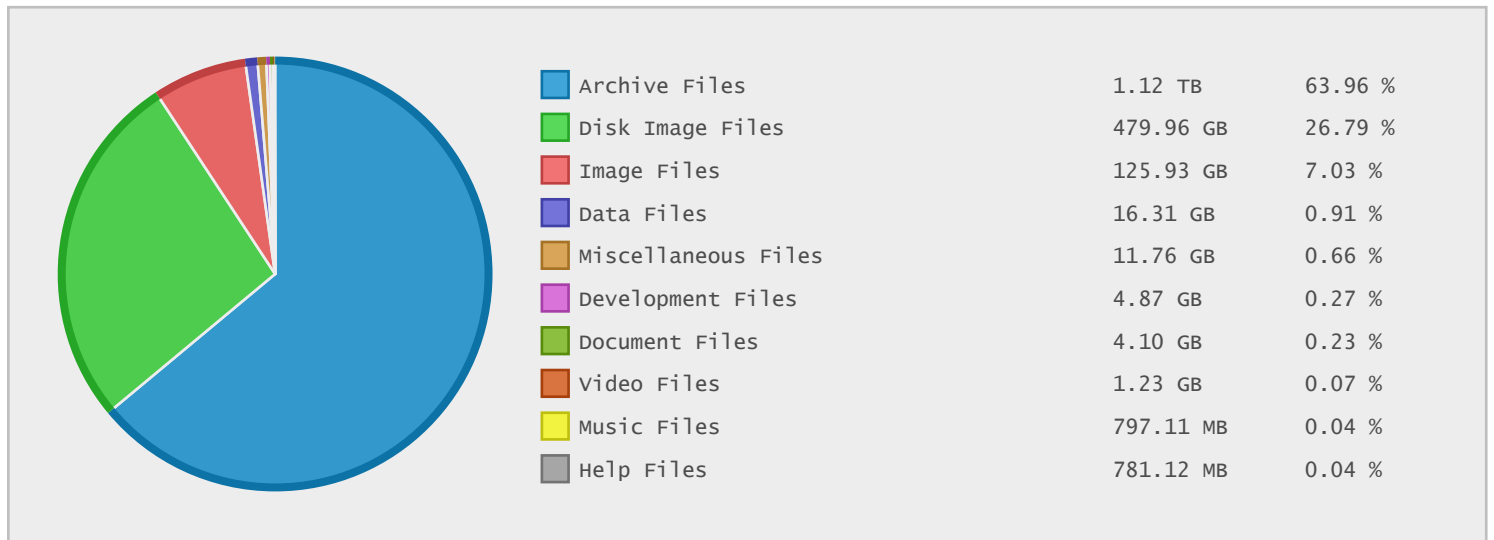 Archive Files 1.12 TB 63.96 %
Disk Image Files 479.96 GB 26.79 %
Image Files 125.93 GB 7.03 %
Data Files 16.31 GB 0.91 %
Miscellaneous Files 11.76 GB 0.66 %
Development Files 4.87 GB 0.27 %
Document Files 4.10 GB 0.23 %
Video Files 1.23 GB 0.07 %
Music Files 797.11 MB 0.04 %
Help Files 781.12 MB 0.04 %